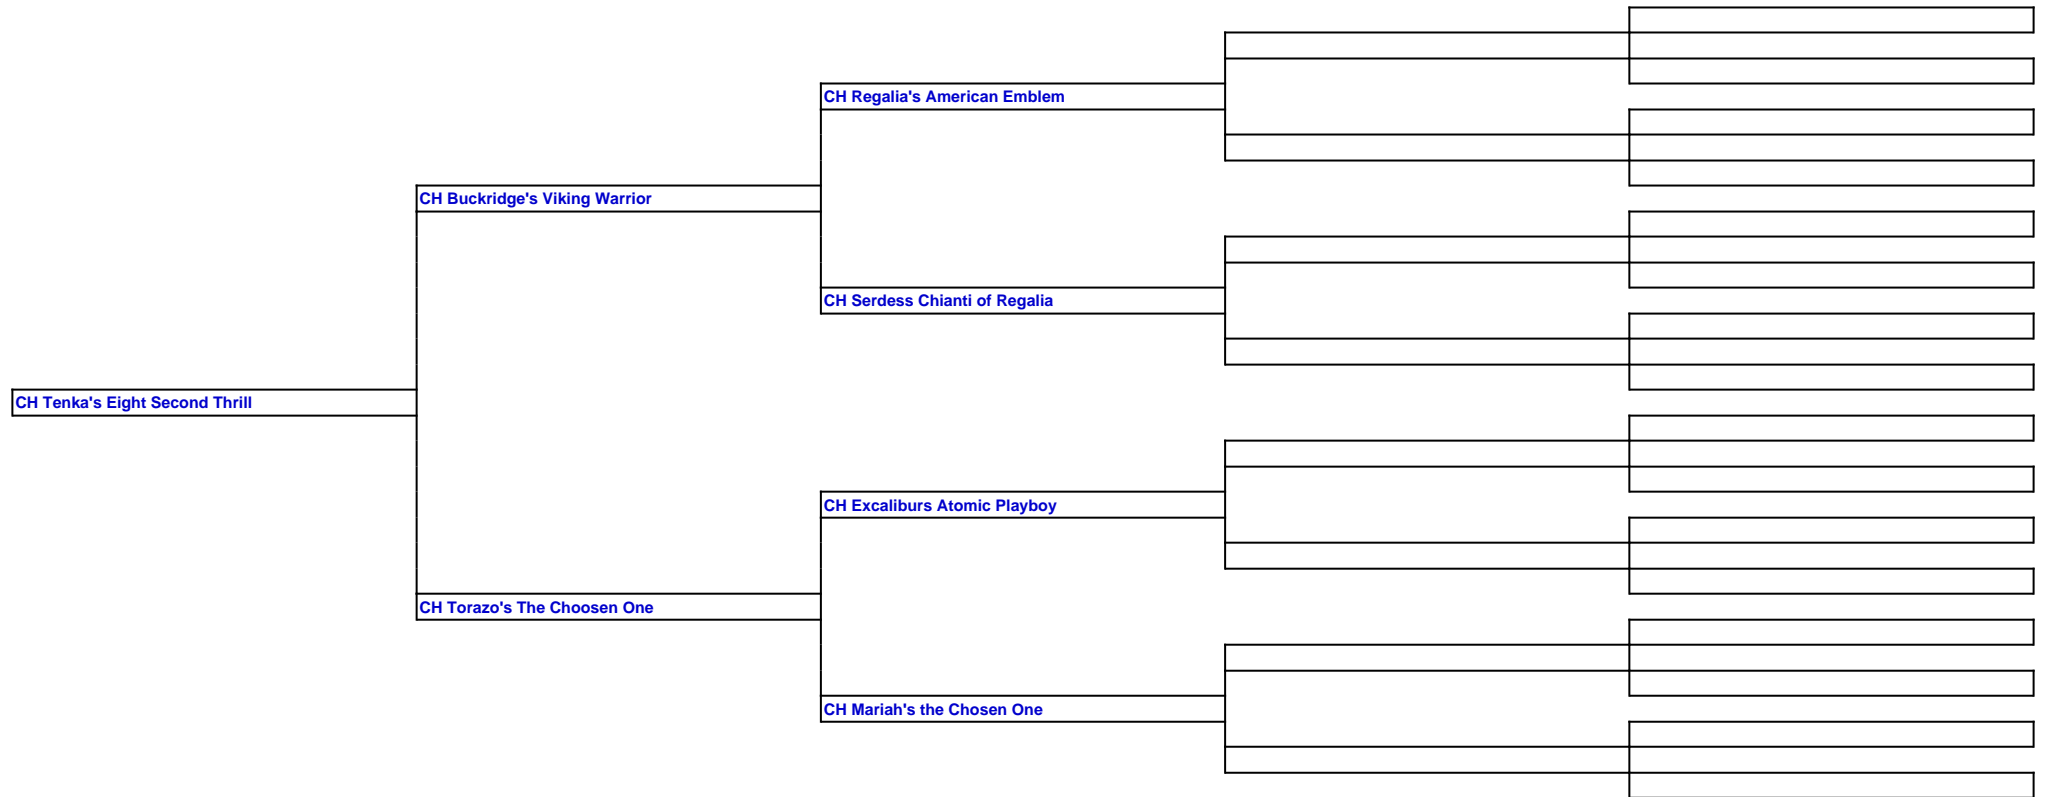 CH Regalia's American Emblem
CH Buckridge's Viking Warrior
CH Serdess Chianti of Regalia
CH Tenka's Eight Second Thrill
CH Excaliburs Atomic Playboy
CH Torazo's The Choosen One
CH Mariah's the Chosen One